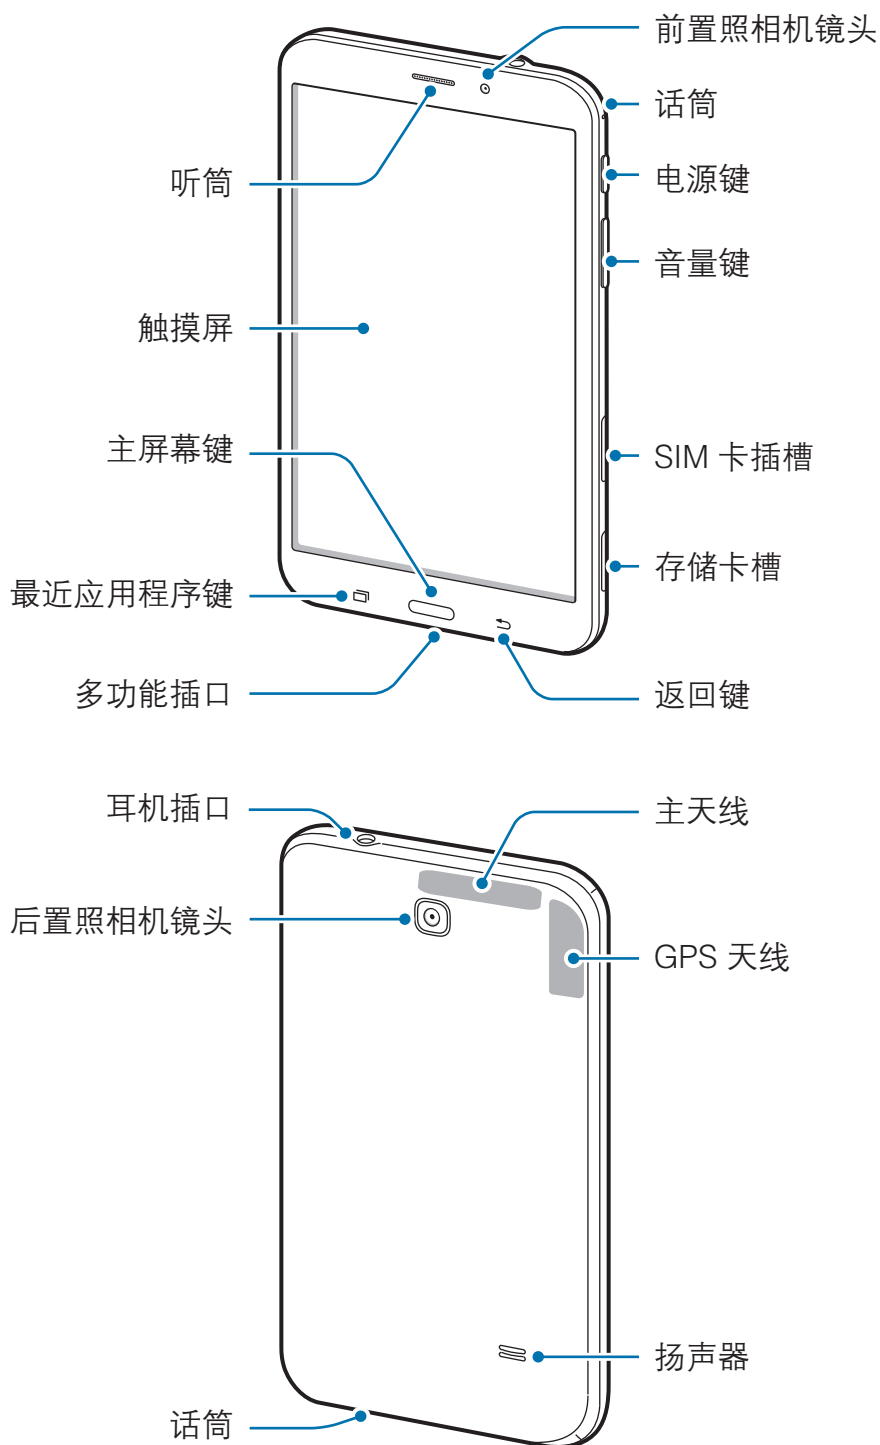 前置照相机镜头
话筒
听筒
电源键
音量键
触摸屏
主屏幕键
SIM 卡插槽
存储卡槽
最近应用程序键
多功能插口
返回键
耳机插口
主天线
后置照相机镜头
GPS 天线
扬声器
话筒